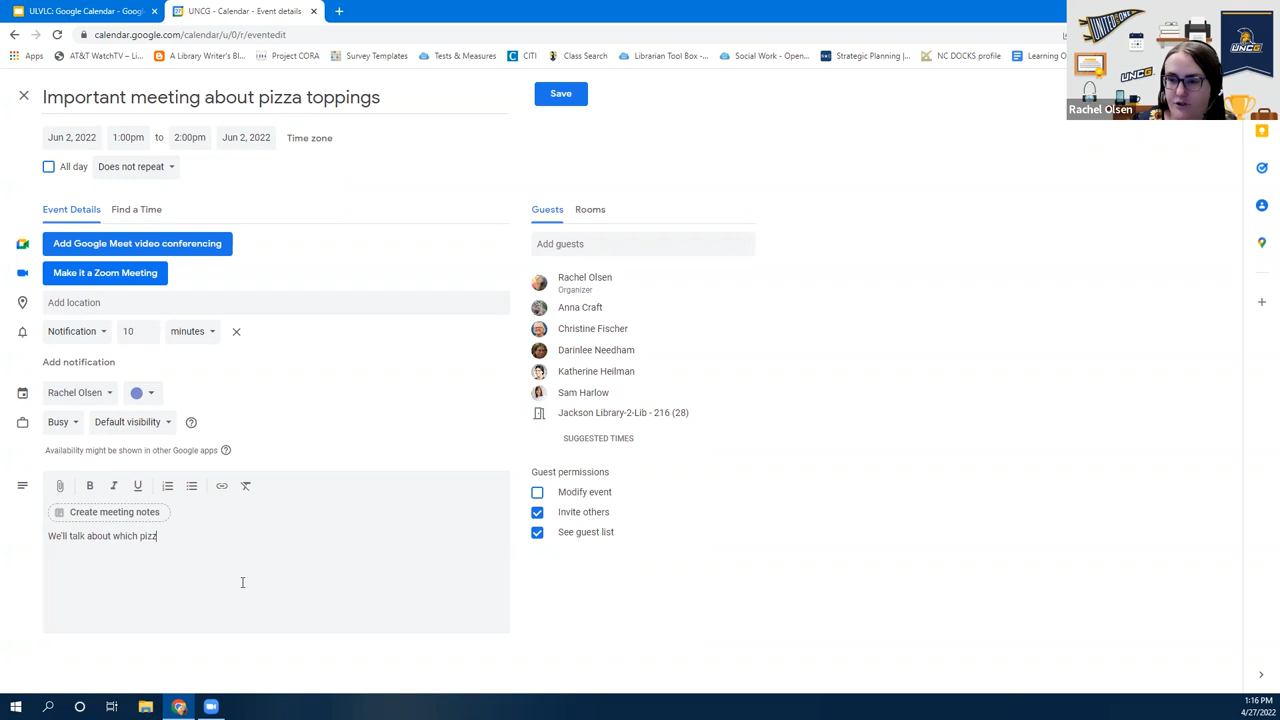 ULVLC: Google Calendar - Googl
UNCG - Calendar - Event details
calendar.google.com/calendar/u/0/r/eventedit
Apps
AT&T WatchTV – L...
A Library Writer's Bl...
Project CORA
Survey Templates
Tests & Measures
CITI
Class Search
Librarian Tool Box -...
Social Work - Open...
Strategic Planning |...
NC DOCKS profile
Learning O
UNITED ONE
UNCG
UNCG
Rachel Olsen
Important meeting about pizza toppings
Save
Jun 2, 2022 1:00pm to 2:00pm Jun 2, 2022 Time zone
All day Does not repeat
Event Details Find a Time
Guests Rooms
Add Google Meet video conferencing
Add guests
Make it a Zoom Meeting
Rachel Olsen
Organizer
Add location
Anna Craft
Notification 10 minutes
Christine Fischer
Darinlee Needham
Add notification
Katherine Heilman
Rachel Olsen
Sam Harlow
Jackson Library-2-Lib - 216 (28)
Busy Default visibility
SUGGESTED TIMES
Availability might be shown in other Google apps
Guest permissions
B I U
Modify event
Create meeting notes
Invite others
We'll talk about which pizz
See guest list
1:16 PM
4/27/2022